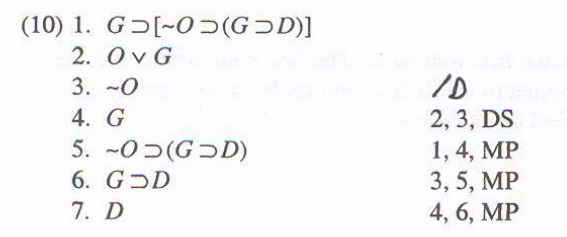 (10) 1. G⊃[~O⊃(G⊃D)]
2. O ∨ G
3. ~O /D
4. G 2, 3, DS
5. ~O⊃(G⊃D) 1, 4, MP
6. G⊃D 3, 5, MP
7. D 4, 6, MP